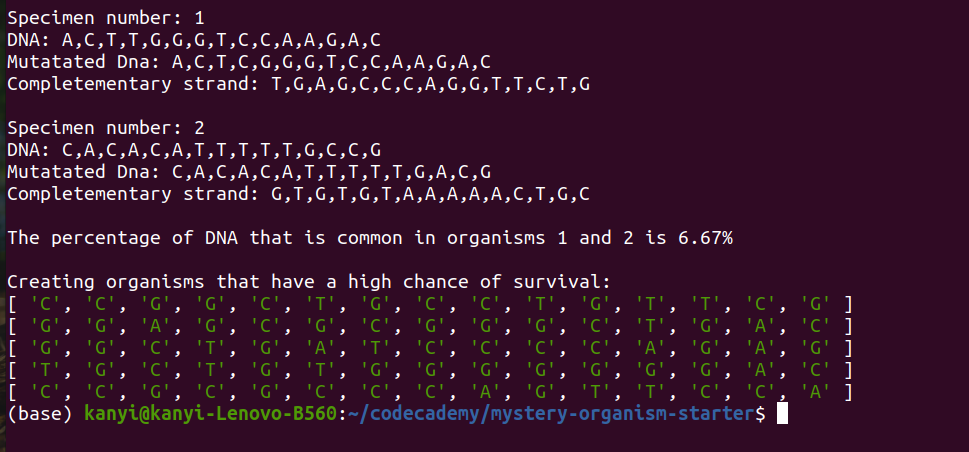 Specimen number: 1
DNA: A,C,T,T,G,G,G,T,C,C,A,A,G,A,C
Mutatated Dna: A,C,T,C,G,G,G,T,C,C,A,A,G,A,C
Completementary strand: T,G,A,G,C,C,C,A,G,G,T,T,C,T,G
Specimen number: 2
DNA: C,A,C,A,C,A,T,T,T,T,T,G,C,C,G
Mutatated Dna: C,A,C,A,C,A,T,T,T,T,T,G,A,C,G
Completementary strand: G,T,G,T,G,T,A,A,A,A,A,C,T,G,C
The percentage of DNA that is common in organisms 1 and 2 is 6.67%
Creating organisms that have a high chance of survival:
[ 'C', 'C', 'G', 'G', 'C', 'T', 'G', 'C', 'C', 'T', 'G', 'T', 'T', 'C', 'G' ]
[ 'G', 'G', 'A', 'G', 'C', 'G', 'C', 'G', 'G', 'G', 'C', 'T', 'G', 'A', 'C' ]
[ 'G', 'G', 'C', 'T', 'G', 'A', 'T', 'C', 'C', 'C', 'C', 'A', 'G', 'A', 'G' ]
[ 'T', 'G', 'C', 'T', 'G', 'T', 'G', 'G', 'C', 'G', 'G', 'G', 'G', 'A', 'C' ]
[ 'C', 'C', 'G', 'C', 'G', 'C', 'C', 'C', 'A', 'G', 'T', 'T', 'C', 'C', 'A' ]
(base) kanyi@kanyi-Lenovo-B560:~/codecademy/mystery-organism-starter$